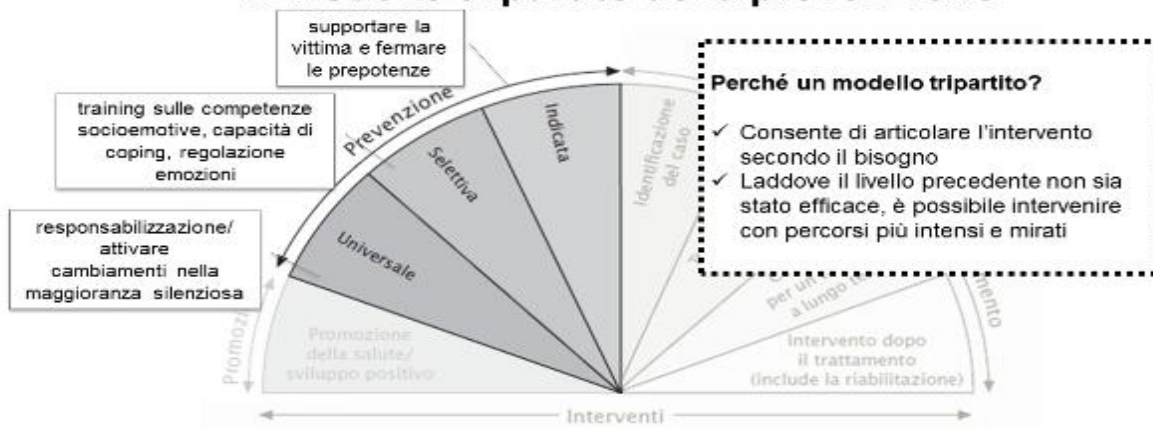 supportare la
vittima e fermare
le prepotenze
training sulle competenze
socioemotive, capacità di
coping, regolazione
emozioni
responsabilizzazione/
attivare
cambiamenti nella
maggioranza silenziosa
Prevenzione
Universale
Selettiva
Indicata
Identificazione
del caso
Perché un modello tripartito?
✓ Consente di articolare l'intervento
secondo il bisogno
✓ Laddove il livello precedente non sia
stato efficace, è possibile intervenire
con percorsi più intensi e mirati
per un
a lungo
Promozione
della salute/
sviluppo positivo
Intervento dopo
il trattamento
(include la riabilitazione)
Interventi